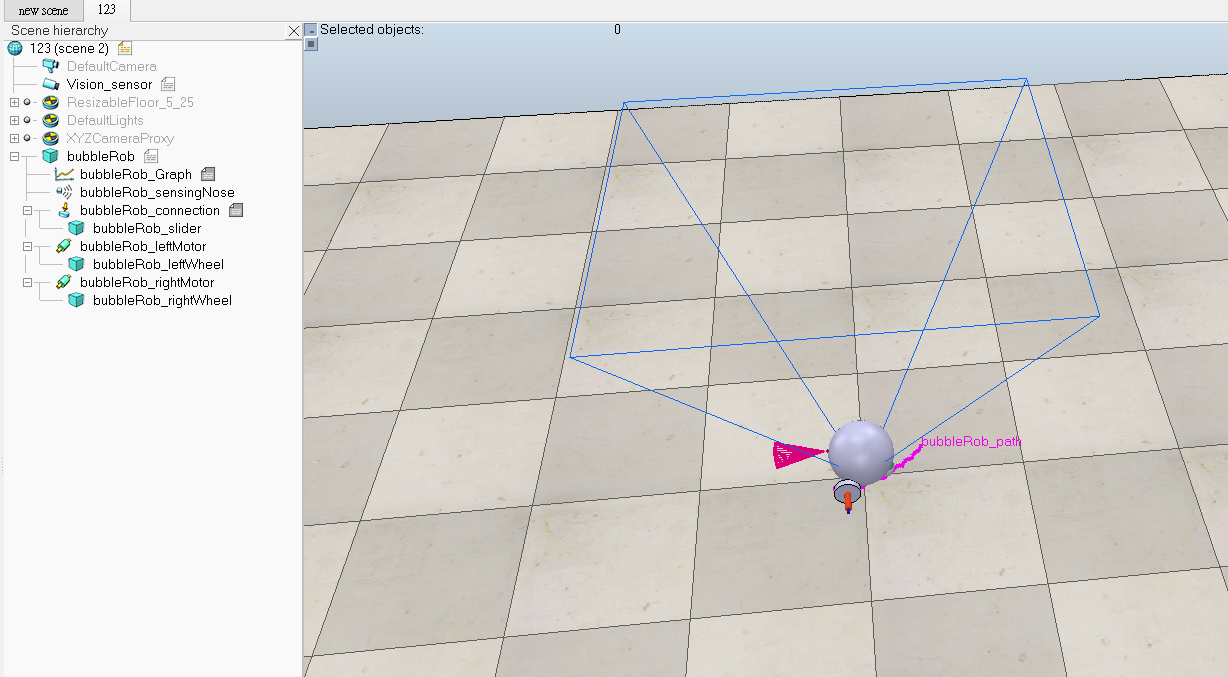 new scene
123
Scene hierarchy
Selected objects:
0
123 (scene 2)
DefaultCamera
Vision_sensor
ResizableFloor_5_25
DefaultLights
XYZCameraProxy
bubbleRob
bubbleRob_Graph
bubbleRob_sensingNose
bubbleRob_connection
bubbleRob_slider
bubbleRob_leftMotor
bubbleRob_leftWheel
bubbleRob_rightMotor
bubbleRob_rightWheel
bubbleRob_path